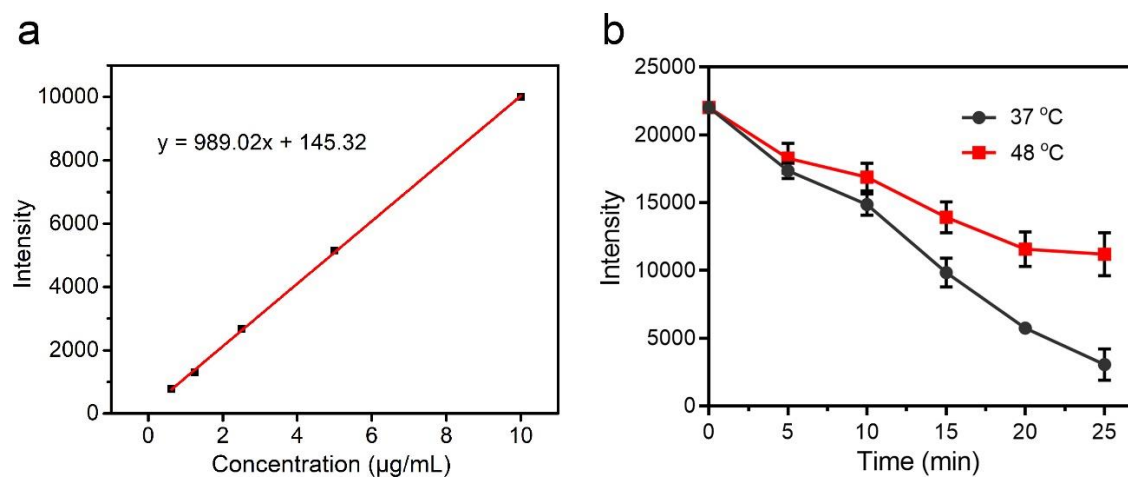 a
10000
8000
6000
4000
2000
0
Intensity
y = 989.02x + 145.32
0 2 4 6 8 10
Concentration (µg/mL)
b
25000
20000
15000
10000
5000
0
Intensity
37 °C
48 °C
0 5 10 15 20 25
Time (min)